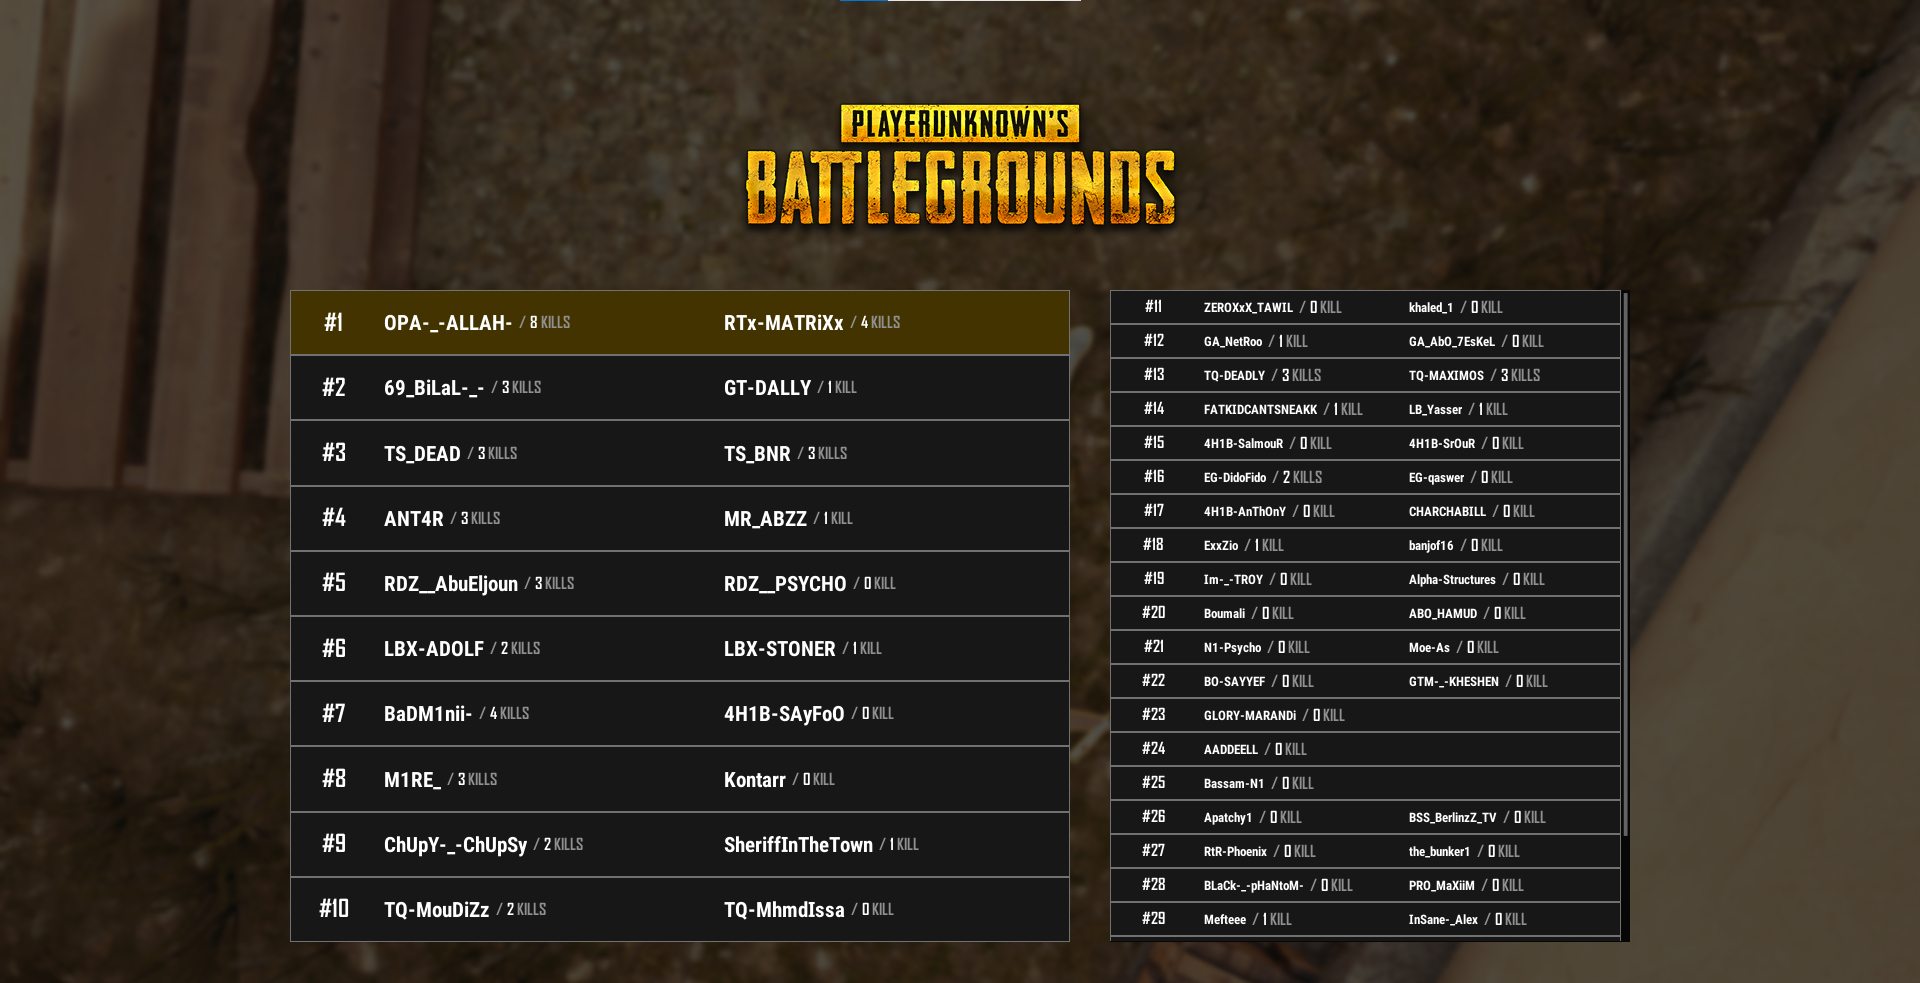 PLAYERUNKNOWN'S
BATTLEGROUNDS
#1 OPA-_-ALLAH- / 8 KILLS RTx-MATRiXx / 4 KILLS
#2 69_BiLaL-_- / 3 KILLS GT-DALLY / 1 KILL
#3 TS_DEAD / 3 KILLS TS_BNR / 3 KILLS
#4 ANT4R / 3 KILLS MR_ABZZ / 1 KILL
#5 RDZ__AbuEljoun / 3 KILLS RDZ__PSYCHO / 0 KILL
#6 LBX-ADOLF / 2 KILLS LBX-STONER / 1 KILL
#7 BaDM1nii- / 4 KILLS 4H1B-SAyFoO / 0 KILL
#8 M1RE_ / 3 KILLS Kontarr / 0 KILL
#9 ChUpY-_-ChUpSy / 2 KILLS SheriffInTheTown / 1 KILL
#10 TQ-MouDiZz / 2 KILLS TQ-MhmdIssa / 0 KILL
#11 ZEROXxX_TAWIL / 0 KILL khaled_1 / 0 KILL
#12 GA_NetRoo / 1 KILL GA_AbO_7EsKeL / 0 KILL
#13 TQ-DEADLY / 3 KILLS TQ-MAXIMOS / 3 KILLS
#14 FATKIDCANTSNEAKK / 1 KILL LB_Yasser / 1 KILL
#15 4H1B-SalmouR / 0 KILL 4H1B-SrOuR / 0 KILL
#16 EG-DidoFido / 2 KILLS EG-qaswer / 0 KILL
#17 4H1B-AnThOnY / 0 KILL CHARCHABILL / 0 KILL
#18 ExxZio / 1 KILL banjof16 / 0 KILL
#19 Im-_-TROY / 0 KILL Alpha-Structures / 0 KILL
#20 Boumali / 0 KILL ABO_HAMUD / 0 KILL
#21 N1-Psycho / 0 KILL Moe-As / 0 KILL
#22 BO-SAYYEF / 0 KILL GTM-_-KHESHEN / 0 KILL
#23 GLORY-MARANDi / 0 KILL
#24 AADDEELL / 0 KILL
#25 Bassam-N1 / 0 KILL
#26 Apatchy1 / 0 KILL BSS_BerlinzZ_TV / 0 KILL
#27 RtR-Phoenix / 0 KILL the_bunker1 / 0 KILL
#28 BLaCk-_-pHaNtoM- / 0 KILL PRO_MaXiiM / 0 KILL
#29 Mefteee / 1 KILL InSane-_Alex / 0 KILL